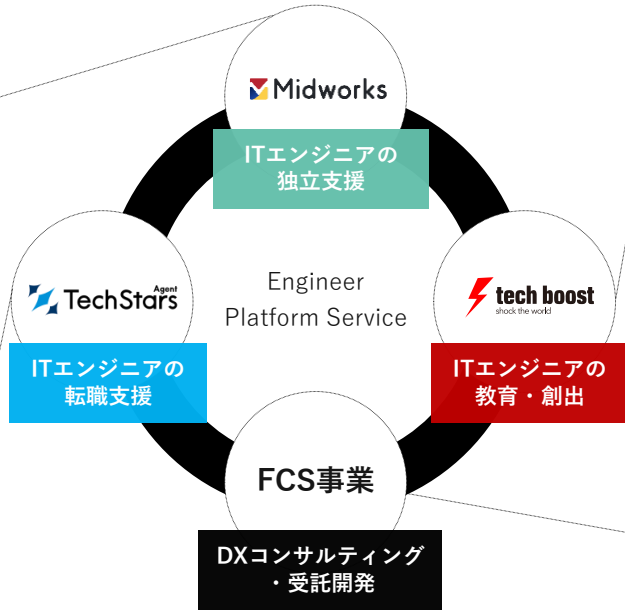 Midworks
ITエンジニアの
独立支援
Engineer
Platform Service
Agent
TechStars
ITエンジニアの
転職支援
tech boost
shock the world
ITエンジニアの
教育・創出
FCS事業
DXコンサルティング
・受託開発